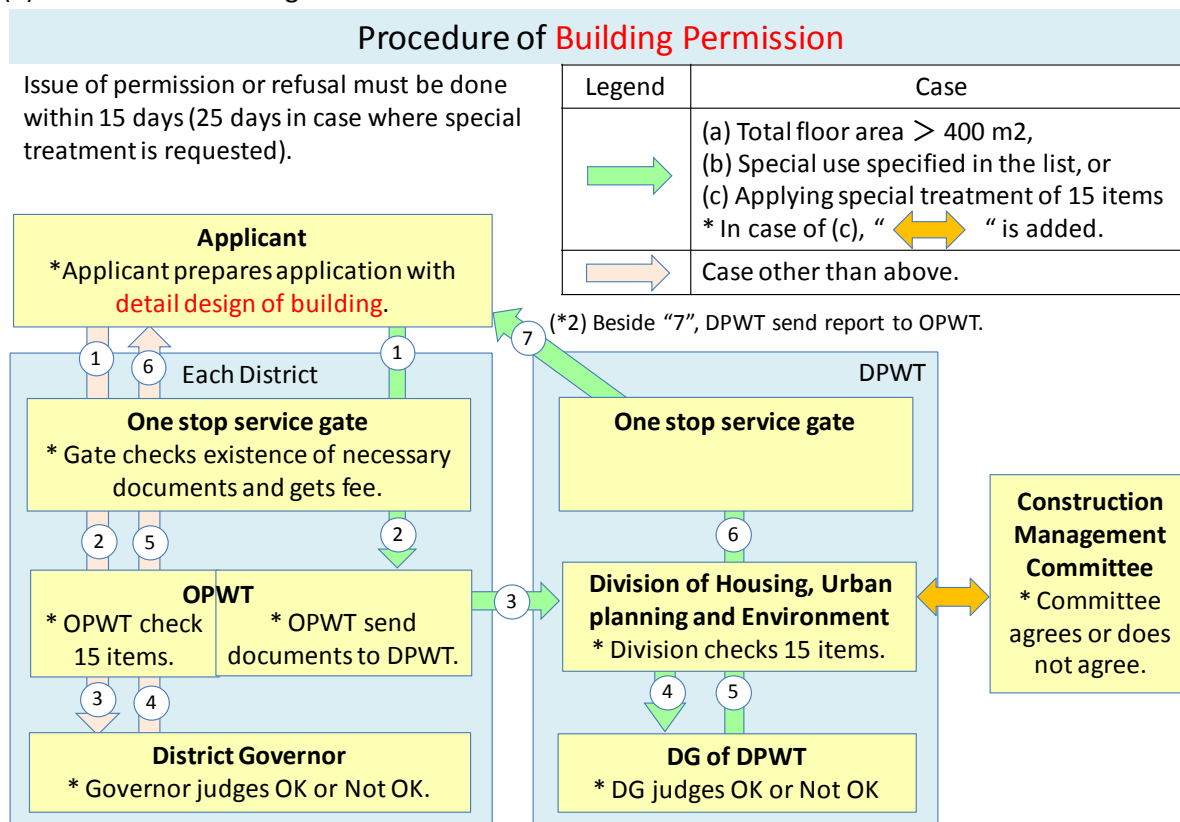 Procedure of Building Permission
Issue of permission or refusal must be done
within 15 days (25 days in case where special
treatment is requested).
Legend
Case
(a) Total floor area ＞ 400 m2,
(b) Special use specified in the list, or
(c) Applying special treatment of 15 items
* In case of (c), “ “ is added.
Case other than above.
Applicant
*Applicant prepares application with
detail design of building.
(*2) Beside “7”, DPWT send report to OPWT.
1
6
1
7
Each District
DPWT
One stop service gate
* Gate checks existence of necessary
documents and gets fee.
One stop service gate
2
5
2
6
OPWT
* OPWT check
15 items.
* OPWT send
documents to DPWT.
3
Division of Housing, Urban
planning and Environment
* Division checks 15 items.
Construction
Management
Committee
* Committee
agrees or does
not agree.
3
4
4
5
District Governor
* Governor judges OK or Not OK.
DG of DPWT
* DG judges OK or Not OK